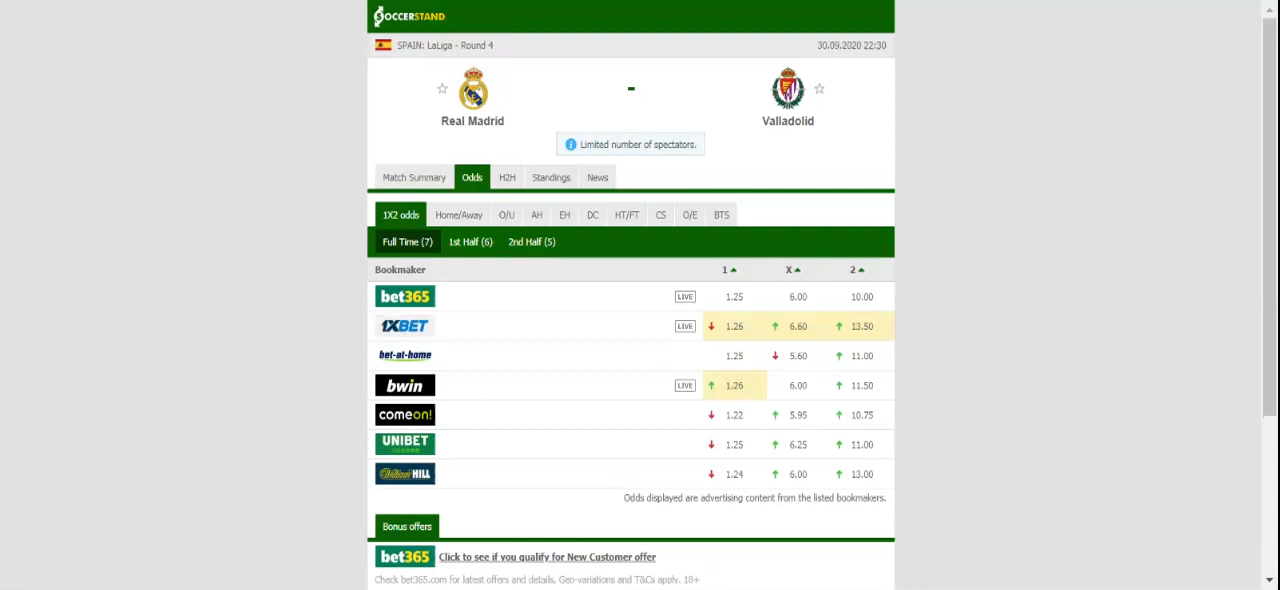 SOCCERSTAND
SPAIN: LaLiga - Round 4 30.09.2020 22:30
-
Real Madrid Valladolid
Limited number of spectators.
Match Summary Odds H2H Standings News
1X2 odds Home/Away O/U AH EH DC HT/FT CS O/E BTS
Full Time (7) 1st Half (6) 2nd Half (5)
Bookmaker 1 X 2
bet365 LIVE 1.25 6.00 10.00
1XBET LIVE 1.26 6.60 13.50
bet-at-home 1.25 5.60 11.00
bwin LIVE 1.26 6.00 11.50
comeon! 1.22 5.95 10.75
UNIBET 1.25 6.25 11.00
William HILL 1.24 6.00 13.00
Odds displayed are advertising content from the listed bookmakers.
Bonus offers
bet365 Click to see if you qualify for New Customer offer
Check bet365.com for latest offers and details. Geo-variations and T&Cs apply. 18+